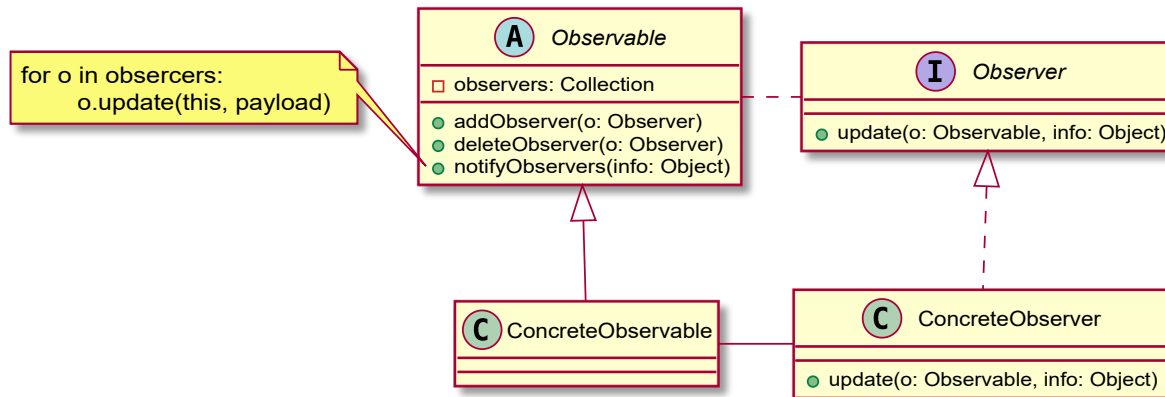 for o in obsercers:
o.update(this, payload)
A Observable
observers: Collection
addObserver(o: Observer)
deleteObserver(o: Observer)
notifyObservers(info: Object)
I Observer
update(o: Observable, info: Object)
C ConcreteObservable
C ConcreteObserver
update(o: Observable, info: Object)